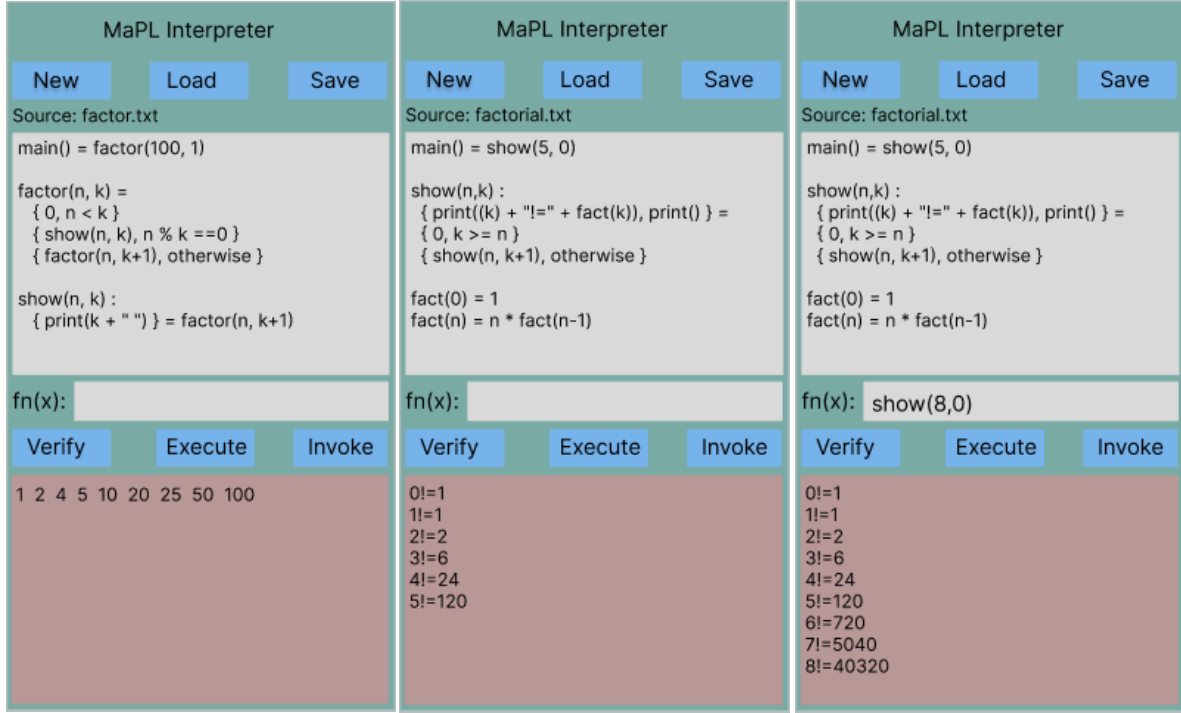 MaPL Interpreter
New Load Save
Source: factor.txt
main() = factor(100, 1)
factor(n, k) =
{ 0, n < k }
{ show(n, k), n % k ==0 }
{ factor(n, k+1), otherwise }
show(n, k) :
{ print(k + " ") } = factor(n, k+1)
fn(x):
Verify Execute Invoke
1 2 4 5 10 20 25 50 100
MaPL Interpreter
New Load Save
Source: factorial.txt
main() = show(5, 0)
show(n,k) :
{ print((k) + "!=" + fact(k)), print() } =
{ 0, k >= n }
{ show(n, k+1), otherwise }
fact(0) = 1
fact(n) = n * fact(n-1)
fn(x):
Verify Execute Invoke
0!=1
1!=1
2!=2
3!=6
4!=24
5!=120
MaPL Interpreter
New Load Save
Source: factorial.txt
main() = show(5, 0)
show(n,k) :
{ print((k) + "!=" + fact(k)), print() } =
{ 0, k >= n }
{ show(n, k+1), otherwise }
fact(0) = 1
fact(n) = n * fact(n-1)
fn(x): show(8,0)
Verify Execute Invoke
0!=1
1!=1
2!=2
3!=6
4!=24
5!=120
6!=720
7!=5040
8!=40320